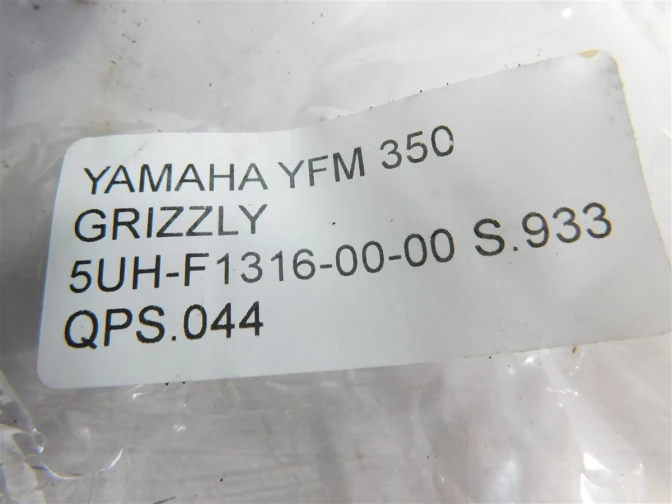 YAMAHA YFM 350
GRIZZLY
5UH-F1316-00-00 S.933
QPS.044